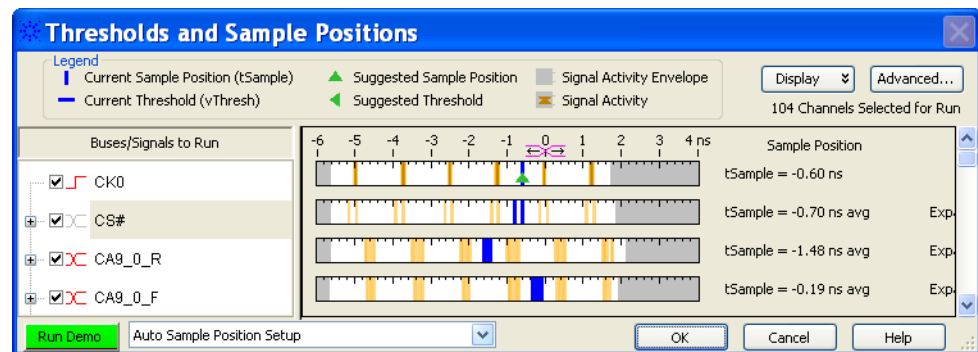 Thresholds and Sample Positions
Legend
Current Sample Position (tSample)
Suggested Sample Position
Signal Activity Envelope
Current Threshold (vThresh)
Suggested Threshold
Signal Activity
Display
Advanced...
104 Channels Selected for Run
Buses/Signals to Run
-6 -5 -4 -3 -2 -1 0 1 2 3 4 ns
Sample Position
CK0
tSample = -0.60 ns
CS#
tSample = -0.70 ns avg
Exp
CA9_0_R
tSample = -1.48 ns avg
Exp
CA9_0_F
tSample = -0.19 ns avg
Exp
Run Demo
Auto Sample Position Setup
OK
Cancel
Help